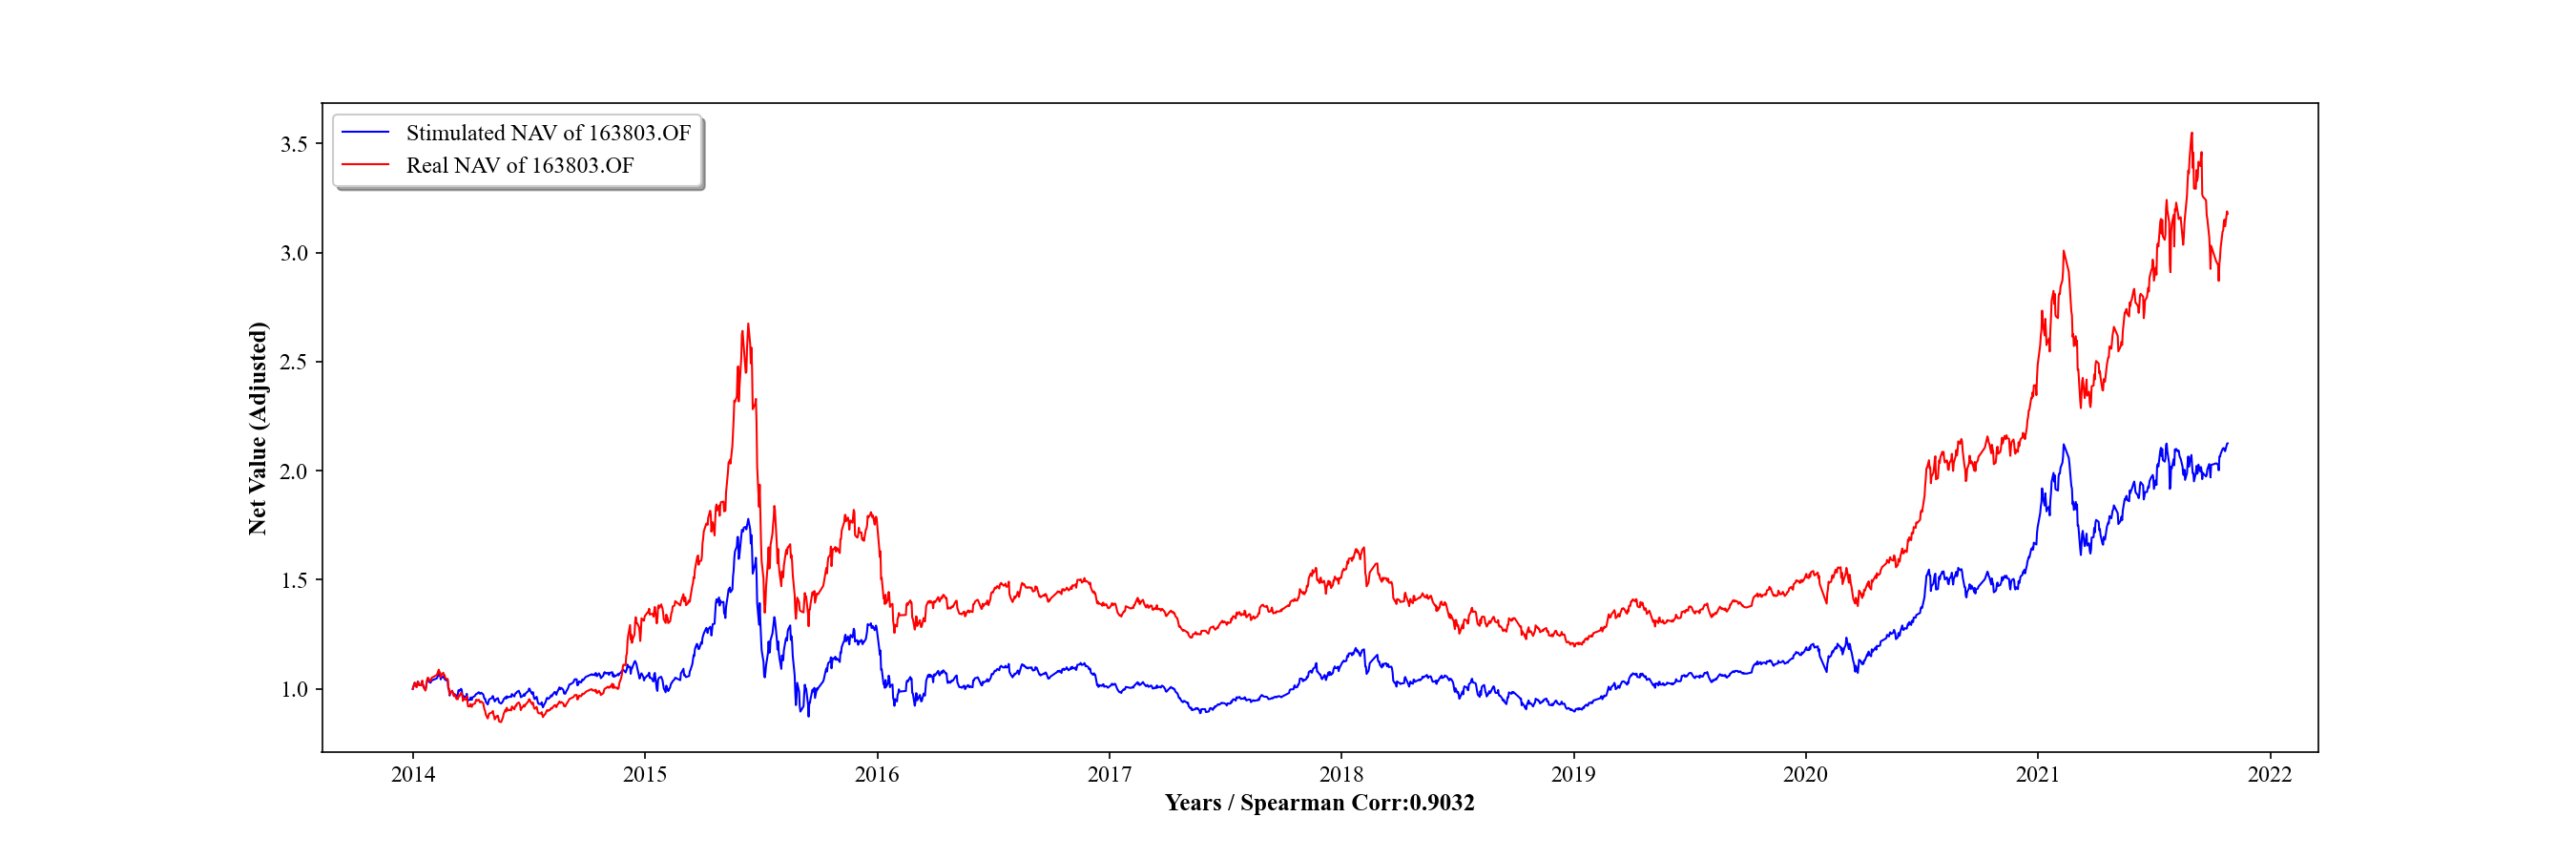 Stimulated NAV of 163803.OF
Real NAV of 163803.OF
3.5
3.0
2.5
2.0
1.5
1.0
Net Value (Adjusted)
2014 2015 2016 2017 2018 2019 2020 2021 2022
Years / Spearman Corr:0.9032